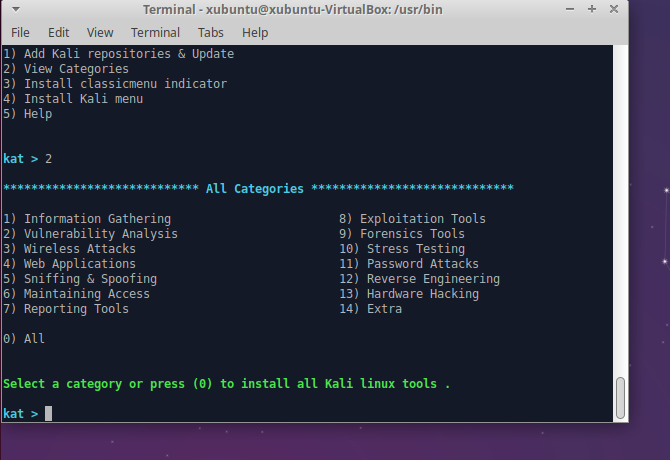 Terminal - xubuntu@xubuntu-VirtualBox: /usr/bin
File Edit View Terminal Tabs Help
1) Add Kali repositories & Update
2) View Categories
3) Install classicmenu indicator
4) Install Kali menu
5) Help
kat > 2
**************************** All Categories *****************************
1) Information Gathering 8) Exploitation Tools
2) Vulnerability Analysis 9) Forensics Tools
3) Wireless Attacks 10) Stress Testing
4) Web Applications 11) Password Attacks
5) Sniffing & Spoofing 12) Reverse Engineering
6) Maintaining Access 13) Hardware Hacking
7) Reporting Tools 14) Extra
0) All
Select a category or press (0) to install all Kali linux tools .
kat >